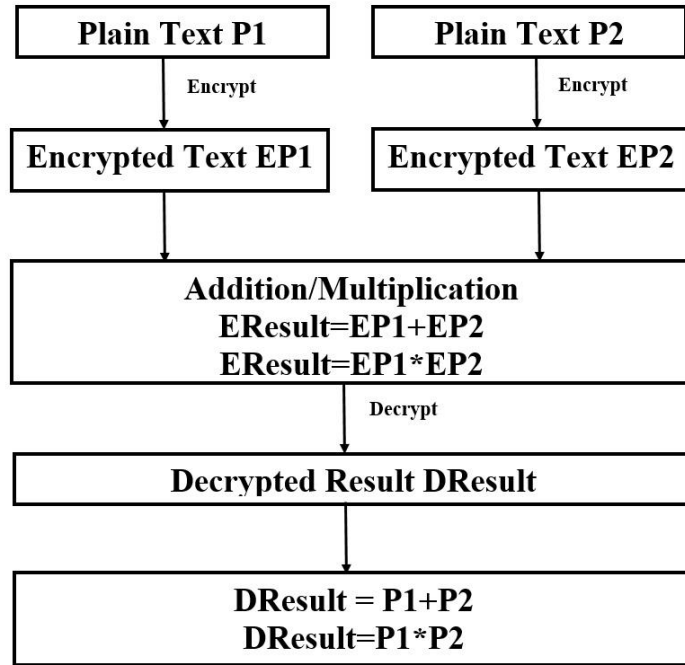 Plain Text P1
Plain Text P2
Encrypt
Encrypt
Encrypted Text EP1
Encrypted Text EP2
Addition/Multiplication
EResult=EP1+EP2
EResult=EP1*EP2
Decrypt
Decrypted Result DResult
DResult = P1+P2
DResult=P1*P2